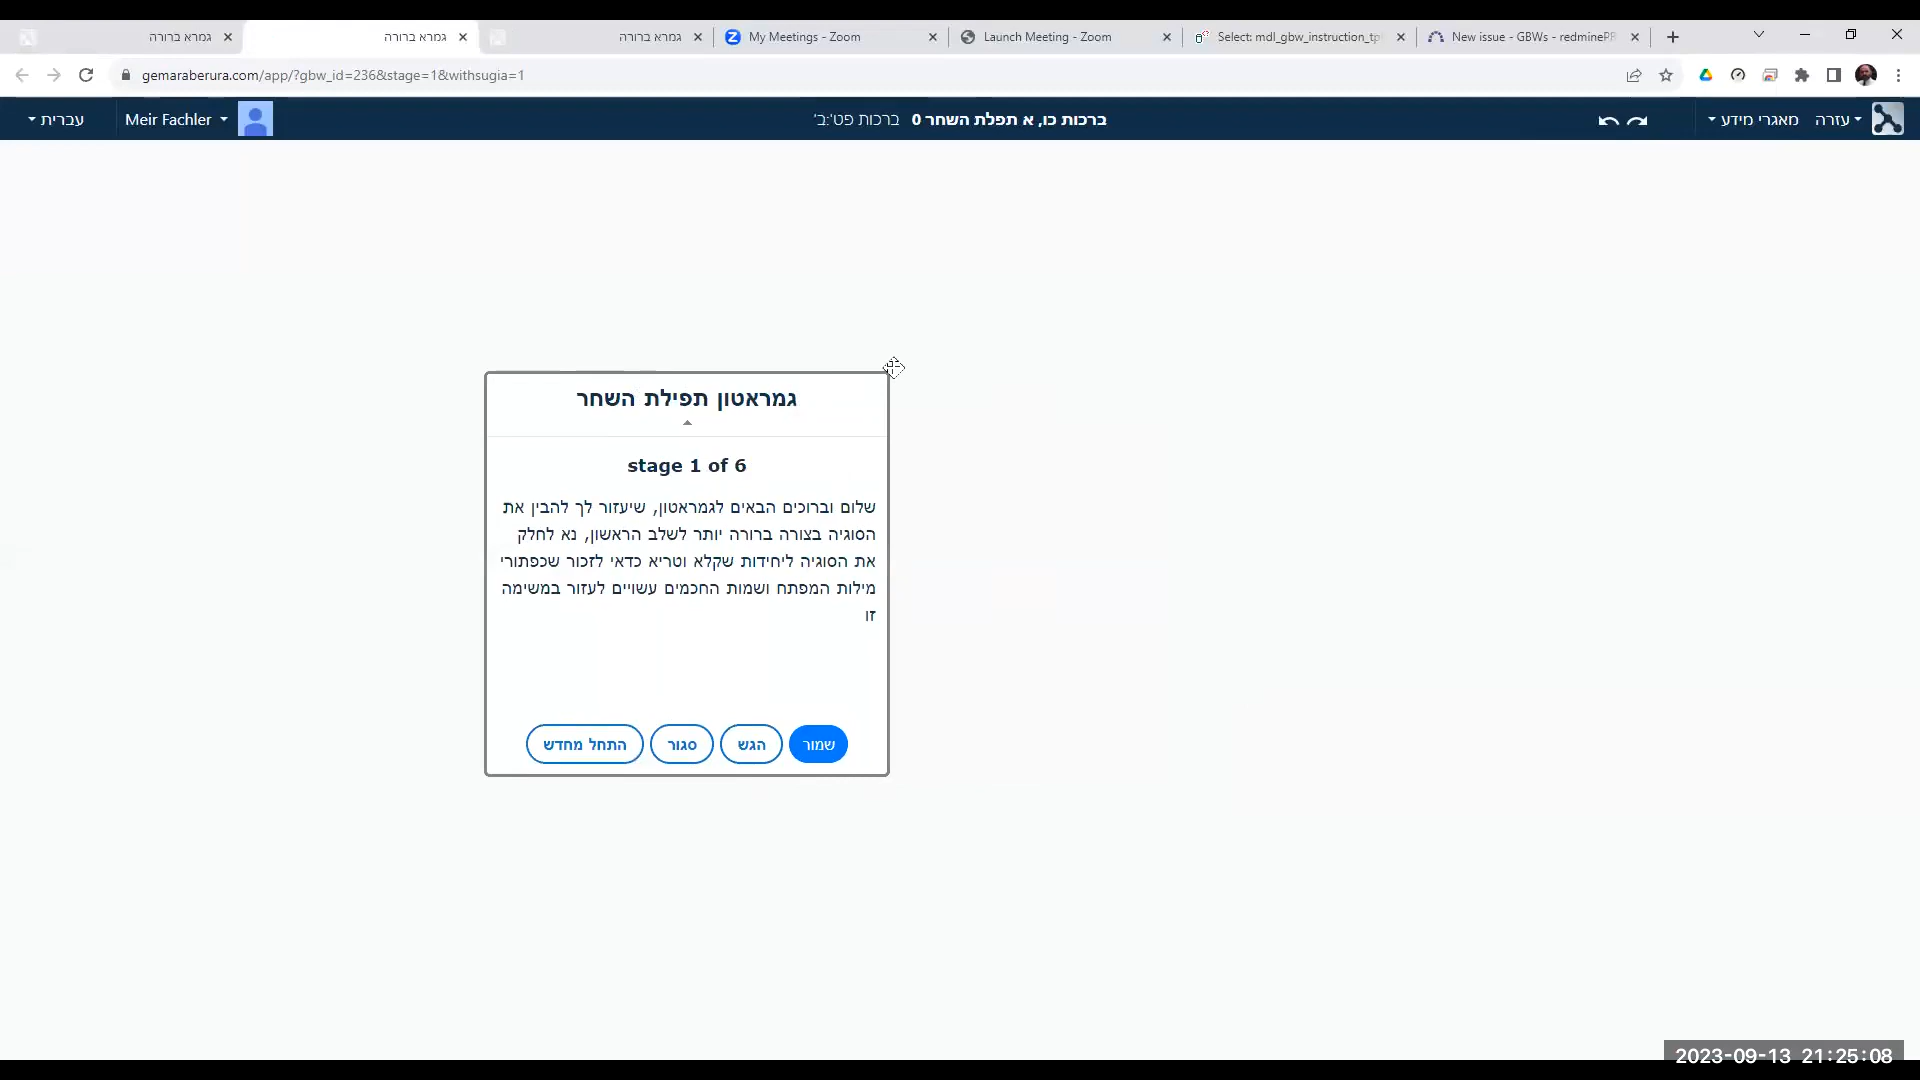 גמרא ברורה
גמרא ברורה
גמרא ברורה
My Meetings - Zoom
Launch Meeting - Zoom
Select: mdl_gbw_instruction_tp
New issue - GBWs - redminePR
gemaraberura.com/app/?gbw_id=236&stage=1&withsugia=1
עברית
Meir Fachler
ברכות כו, א תפלת השחר 0 ברכות פט':ב'
מאגרי מידע
עזרה
גמראטון תפילת השחר
stage 1 of 6
שלום וברוכים הבאים לגמראטון, שיעזור לך להבין את
הסוגיה בצורה ברורה יותר לשלב הראשון, נא לחלק
את הסוגיה ליחידות שקלא וטריא כדאי לזכור שכפתורי
מילות המפתח ושמות החכמים עשויים לעזור במשימה
זו
שמור
הגש
סגור
התחל מחדש
2023-09-13 21:25:08